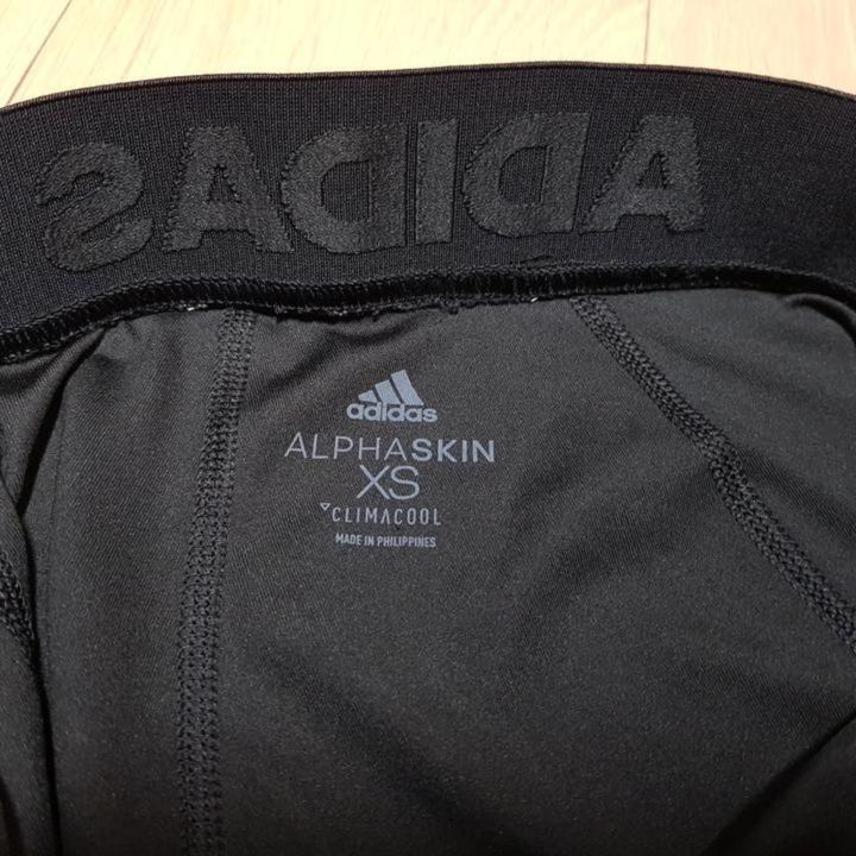 ADIDAS
adidas
ALPHASKIN
XS
CLIMACOOL
MADE IN PHILIPPINES